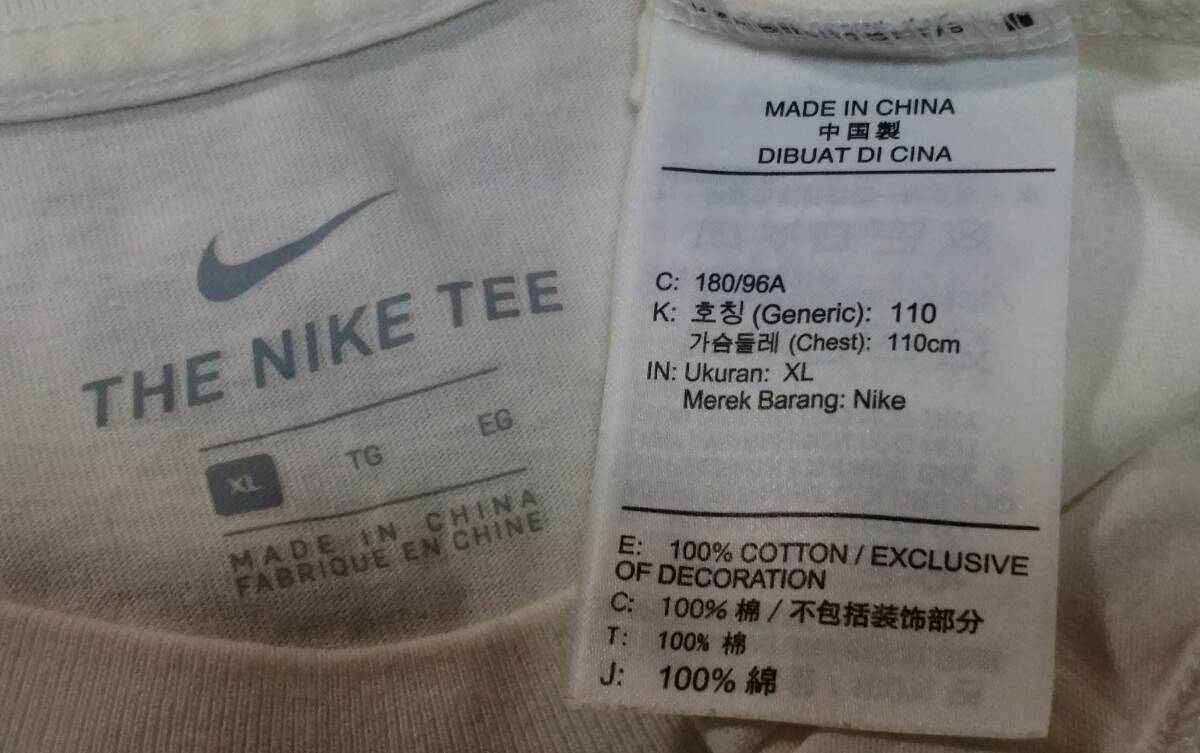 THE NIKE TEE
XL TG EG
MADE IN CHINA
FABRIQUE EN CHINE
MADE IN CHINA
中国製
DIBUAT DI CINA
C: 180/96A
K: 호칭 (Generic): 110
가슴둘레 (Chest): 110cm
IN: Ukuran: XL
Merek Barang: Nike
E: 100% COTTON / EXCLUSIVE
OF DECORATION
C: 100% 棉 / 不包括装饰部分
T: 100% 棉
J: 100% 綿